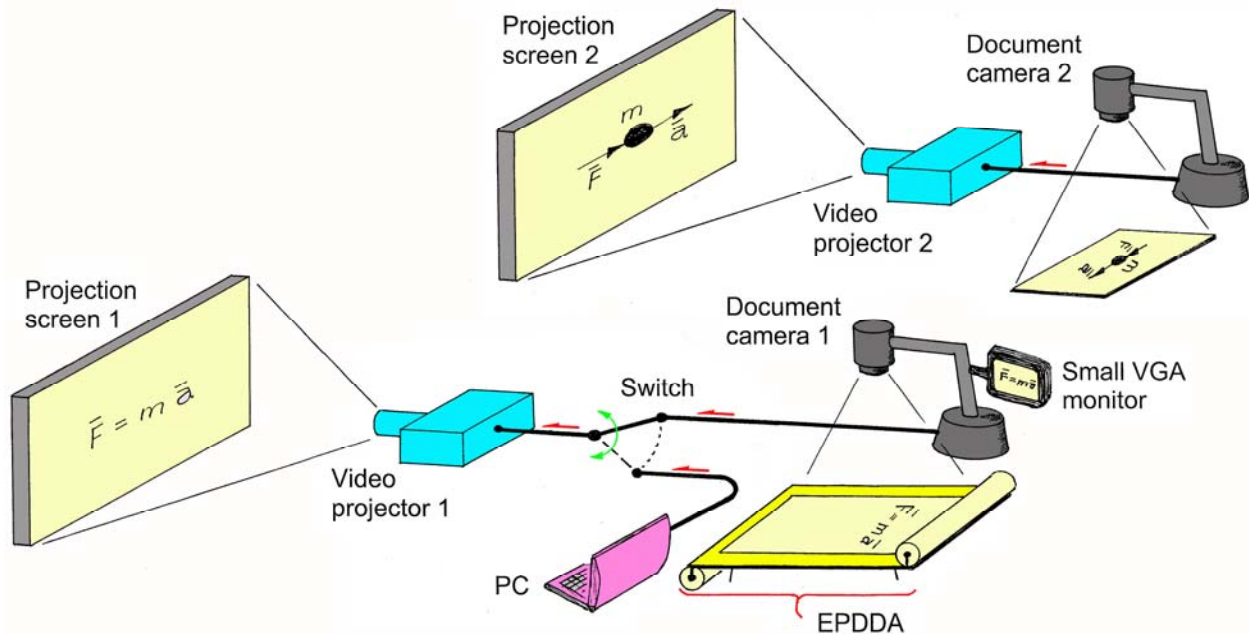 Projection
screen 2
m
F̅
a̅
Document
camera 2
Video
projector 2
F̅
m
a̅
Projection
screen 1
F̅ = m a̅
Document
camera 1
F̅ = m a̅
Small VGA
monitor
Switch
Video
projector 1
F̅ = m a̅
PC
EPDDA